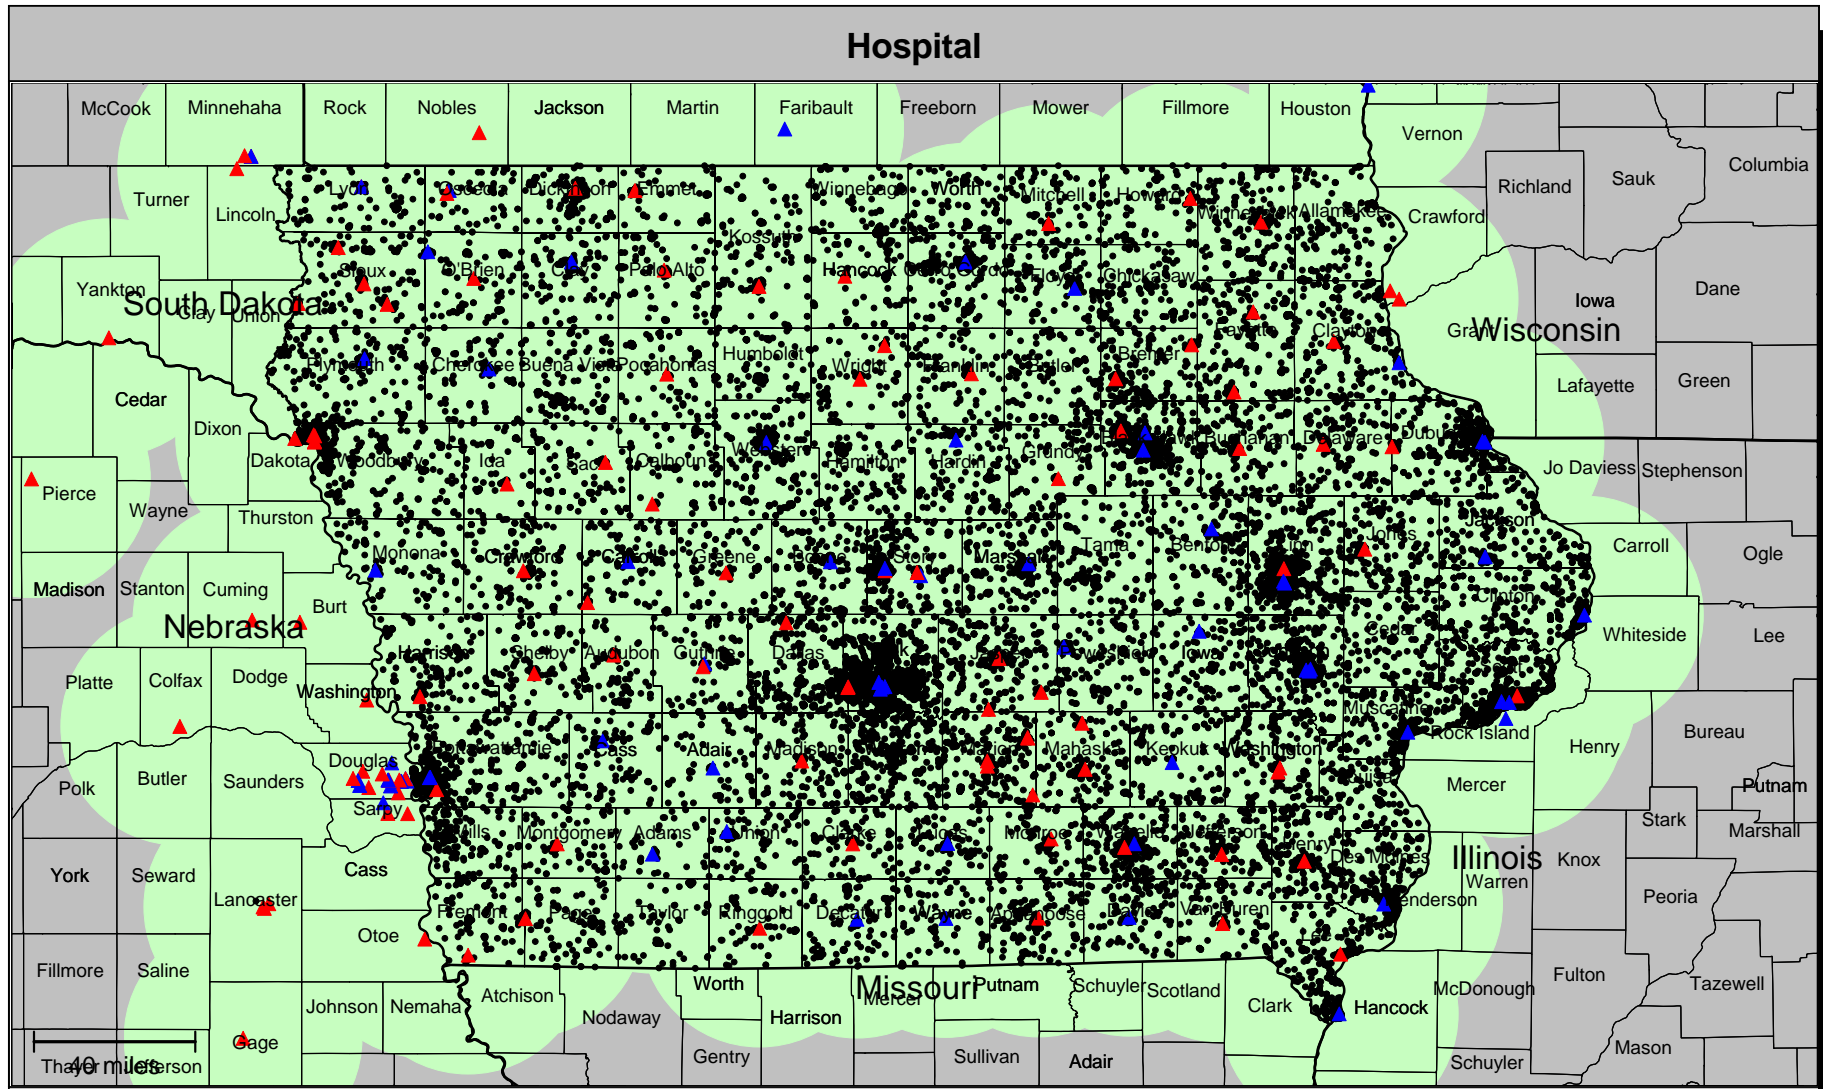 Hospital
McCook
Minnehaha
Rock
Nobles
Jackson
Martin
Faribault
Freeborn
Mower
Fillmore
Houston
Vernon
Columbia
Richland
Sauk
Turner
Lincoln
Lyon
Osceola
Dickinson
Emmet
Winnebago
Worth
Mitchell
Howard
Winneshiek
Allamakee
Crawford
Kossuth
Sioux
O'Brien
Clay
Palo Alto
Hancock
Cerro Gordo
Floyd
Chickasaw
Yankton
South Dakota
Clay
Union
Iowa
Dane
Grant
Wisconsin
Fayette
Clayton
Plymouth
Cherokee
Buena Vista
Pocahontas
Humboldt
Wright
Franklin
Butler
Bremer
Lafayette
Green
Cedar
Dixon
Dakota
Woodbury
Ida
Sac
Calhoun
Webster
Hamilton
Hardin
Grundy
Buchanan
Delaware
Dubuque
Jo Daviess
Stephenson
Pierce
Wayne
Thurston
Monona
Crawford
Carroll
Greene
Boone
Story
Marshall
Tama
Benton
Linn
Jones
Jackson
Carroll
Ogle
Madison
Stanton
Cuming
Burt
Clinton
Nebraska
Harrison
Shelby
Audubon
Guthrie
Dallas
Jasper
Poweshiek
Iowa
Cedar
Whiteside
Lee
Platte
Colfax
Dodge
Washington
Muscatine
Rock Island
Bureau
Henry
Douglas
Pottawattamie
Cass
Adair
Madison
Marion
Mahaska
Keokuk
Washington
Louisa
Polk
Butler
Saunders
Sarpy
Mercer
Putnam
Stark
Marshall
Mills
Montgomery
Adams
Union
Clarke
Lucas
Monroe
Wapello
Jefferson
Henry
Des Moines
Illinois
Knox
Warren
York
Seward
Cass
Lancaster
Peoria
Otoe
Fremont
Page
Taylor
Ringgold
Decatur
Wayne
Appanoose
Davis
Van Buren
Lee
Henderson
Fillmore
Saline
Fulton
Tazewell
Johnson
Nemaha
Atchison
Nodaway
Worth
Harrison
Missouri
Mercer
Putnam
Schuyler
Scotland
Clark
Hancock
McDonough
Gage
Gentry
Sullivan
Adair
Schuyler
Mason
Thayer
Jefferson
40 miles